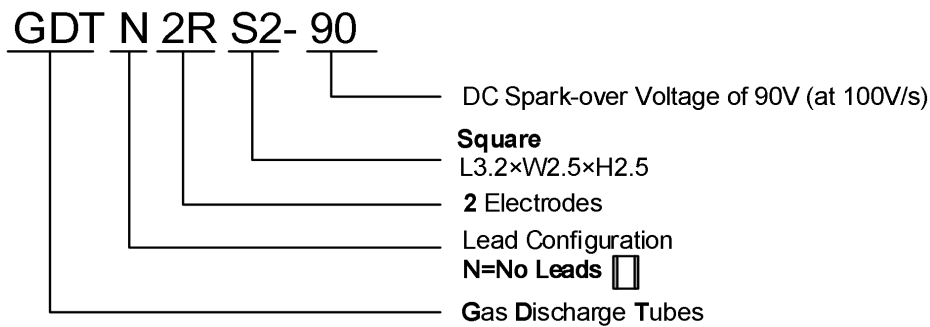 GDT N 2R S2- 90
DC Spark-over Voltage of 90V (at 100V/s)
Square
L3.2×W2.5×H2.5
2 Electrodes
Lead Configuration
N=No Leads
Gas Discharge Tubes